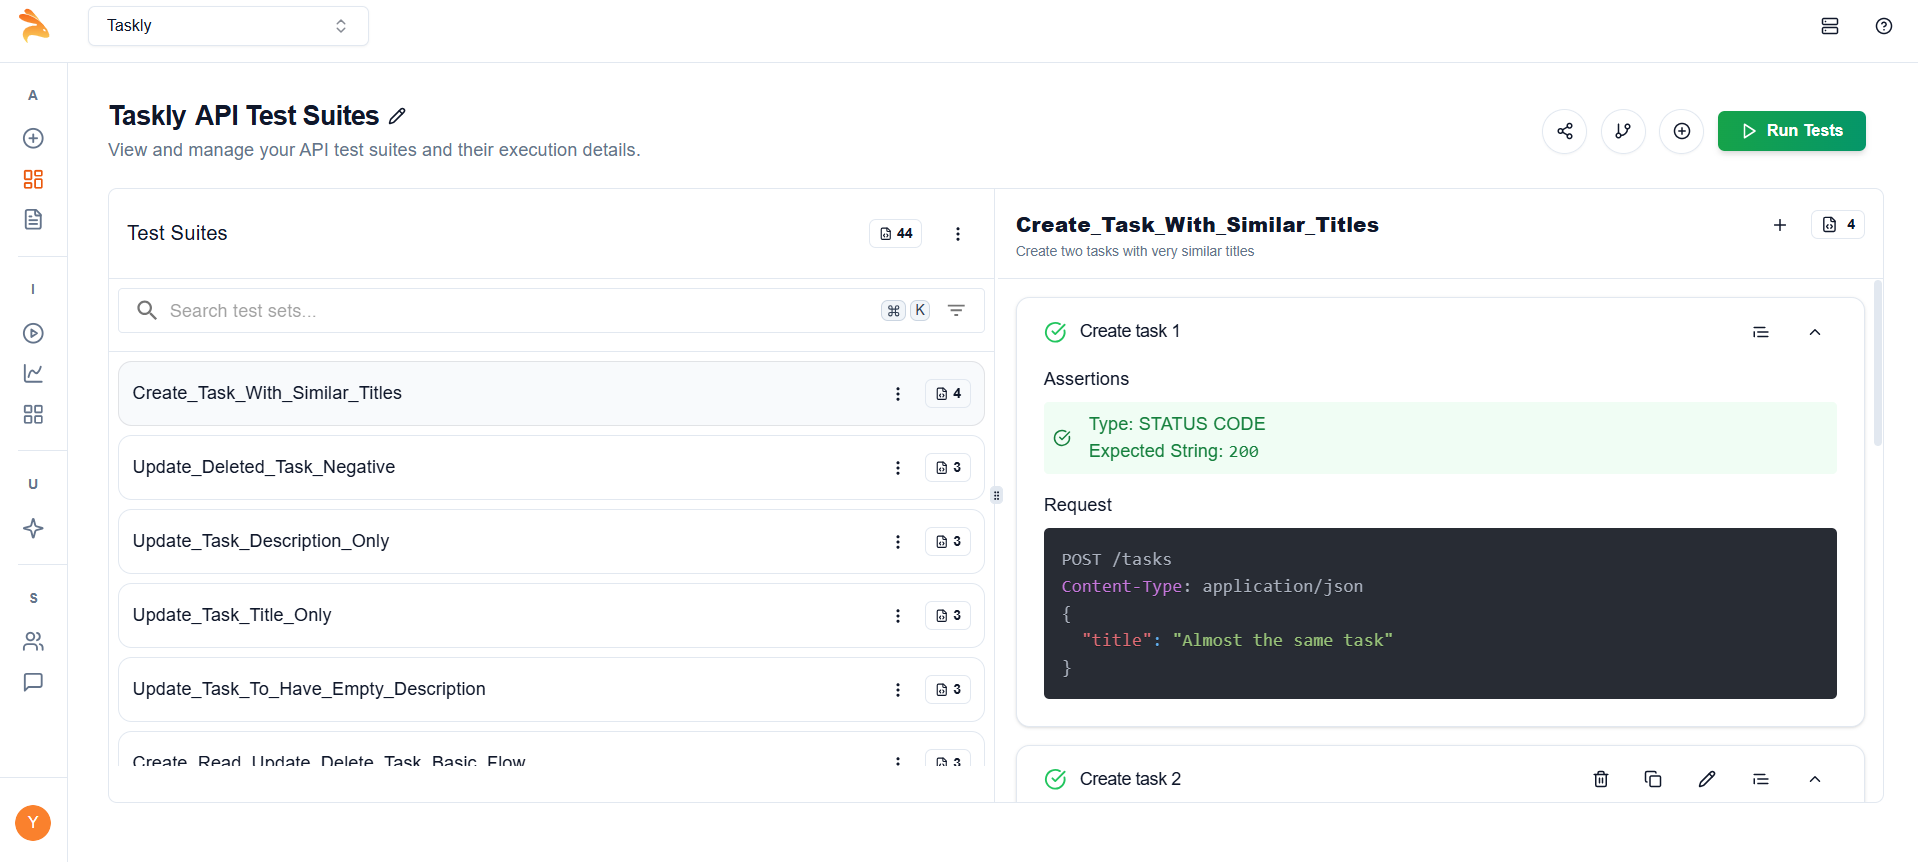 Taskly
A
I
U
S
Y
Taskly API Test Suites
View and manage your API test suites and their execution details.
Run Tests
Test Suites
44
Search test sets...
⌘ K
Create_Task_With_Similar_Titles
4
Update_Deleted_Task_Negative
3
Update_Task_Description_Only
3
Update_Task_Title_Only
3
Update_Task_To_Have_Empty_Description
3
Create_Read_Update_Delete_Task_Basic_Flow
3
Create_Task_With_Similar_Titles
4
Create two tasks with very similar titles
Create task 1
Assertions
Type: STATUS CODE
Expected String: 200
Request
POST /tasks
Content-Type: application/json
{
"title": "Almost the same task"
}
Create task 2